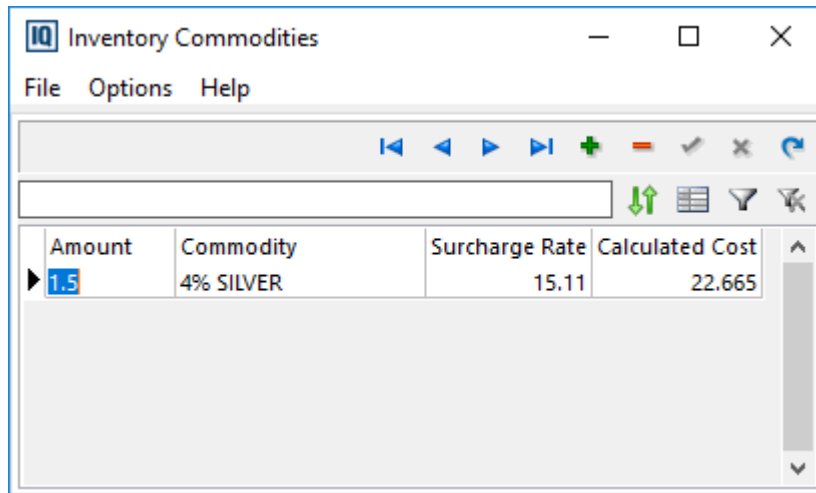 IQ Inventory Commodities
File Options Help
Amount Commodity Surcharge Rate Calculated Cost
1.5 4% SILVER 15.11 22.665